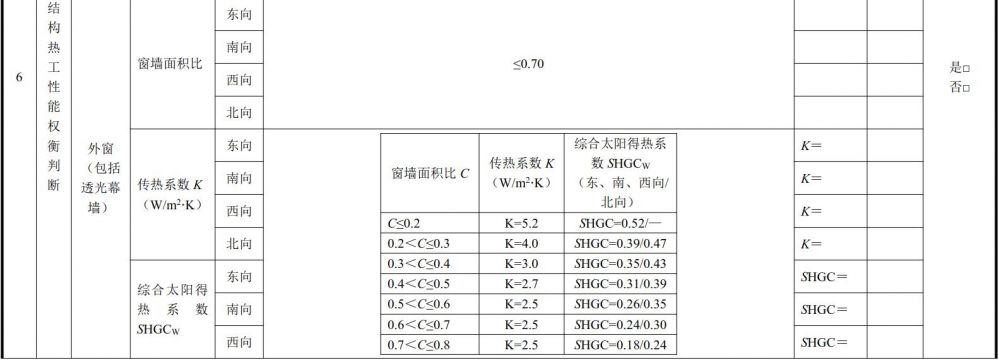 6
结
构
热
工
性
能
权
衡
判
断
外窗
（包括
透光幕
墙）
窗墙面积比
东向
南向
西向
北向
≤0.70
是□
否□
传热系数 K
（W/m²·K）
东向
南向
西向
北向
窗墙面积比 C
传热系数 K
（W/m²·K）
综合太阳得热系
数 SHGCW
（东、南、西向/
北向）
C≤0.2 K=5.2 SHGC=0.52/—
0.2＜C≤0.3 K=4.0 SHGC=0.39/0.47
0.3＜C≤0.4 K=3.0 SHGC=0.35/0.43
0.4＜C≤0.5 K=2.7 SHGC=0.31/0.39
0.5＜C≤0.6 K=2.5 SHGC=0.26/0.35
0.6＜C≤0.7 K=2.5 SHGC=0.24/0.30
0.7＜C≤0.8 K=2.5 SHGC=0.18/0.24
K＝
K＝
K＝
K＝
综合太阳得
热系数
SHGCW
东向
南向
西向
SHGC＝
SHGC＝
SHGC＝